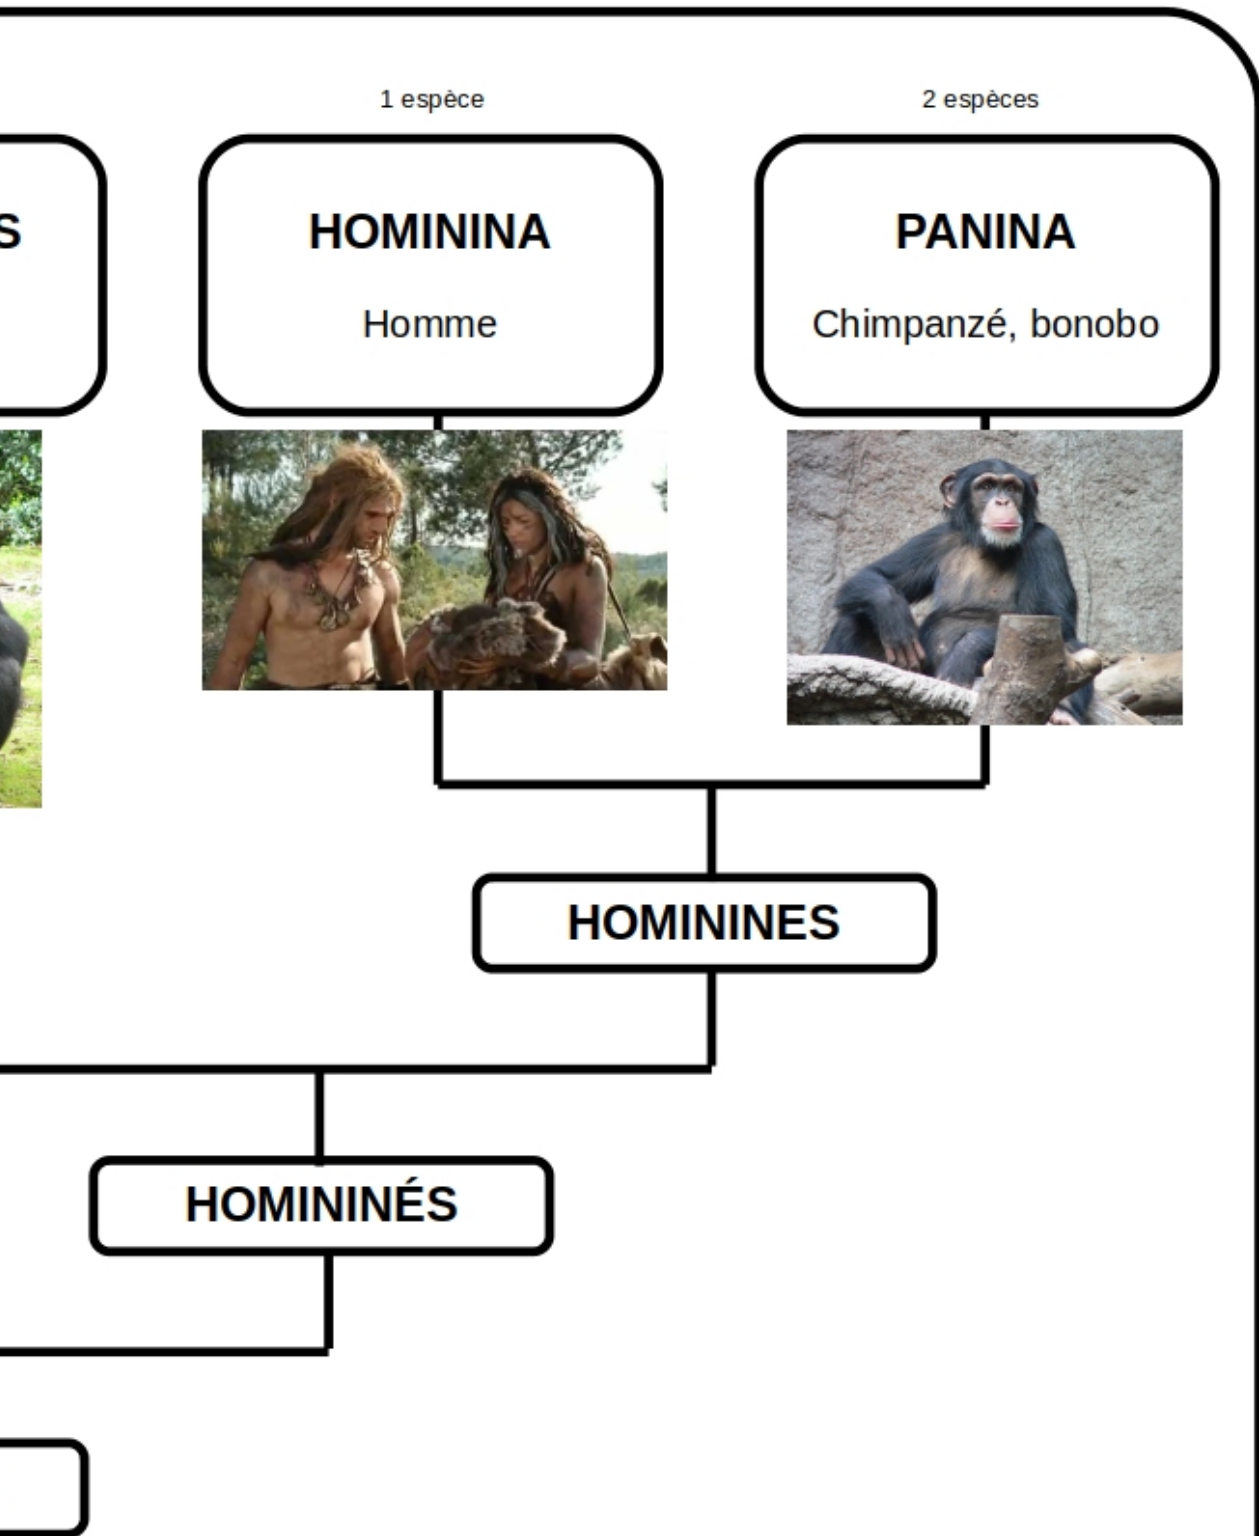 1 espèce
2 espèces
S
HOMININA
PANINA
Homme
Chimpanzé, bonobo
HOMININES
HOMININÉS